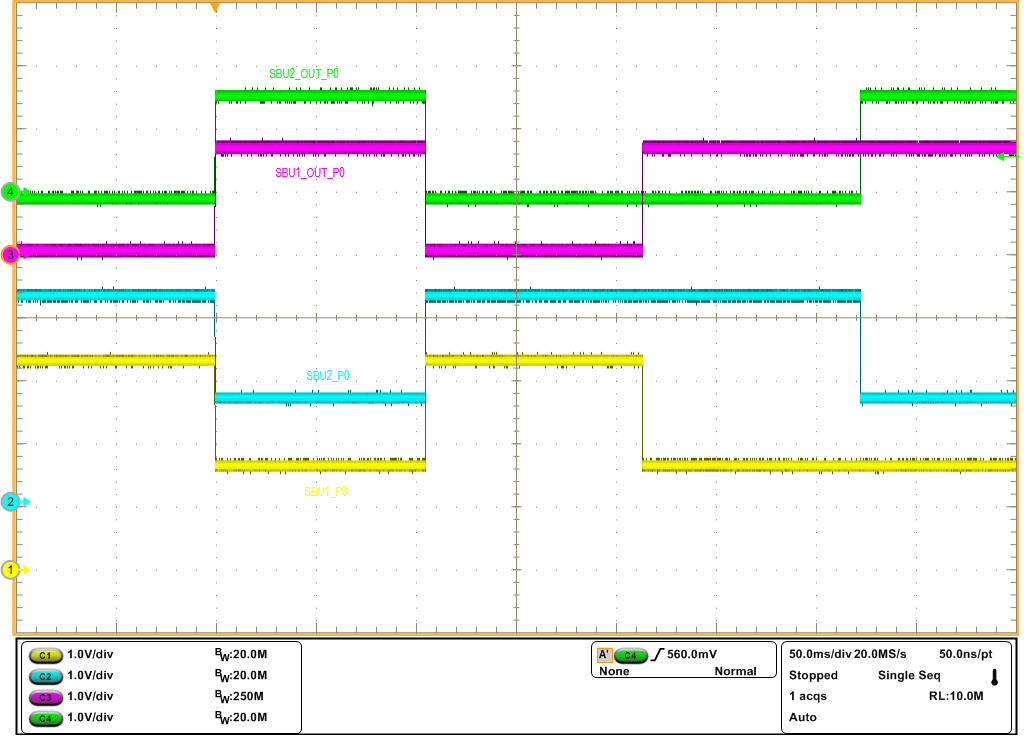 SBU2_OUT_P0
SBU1_OUT_P0
4
3
SBU2_P0
SBU1_P0
2
1
C1 1.0V/div BW:20.0M
C2 1.0V/div BW:20.0M
C3 1.0V/div BW:250M
C4 1.0V/div BW:20.0M
A' C4 560.0mV
None Normal
50.0ms/div 20.0MS/s 50.0ns/pt
Stopped Single Seq
1 acqs RL:10.0M
Auto